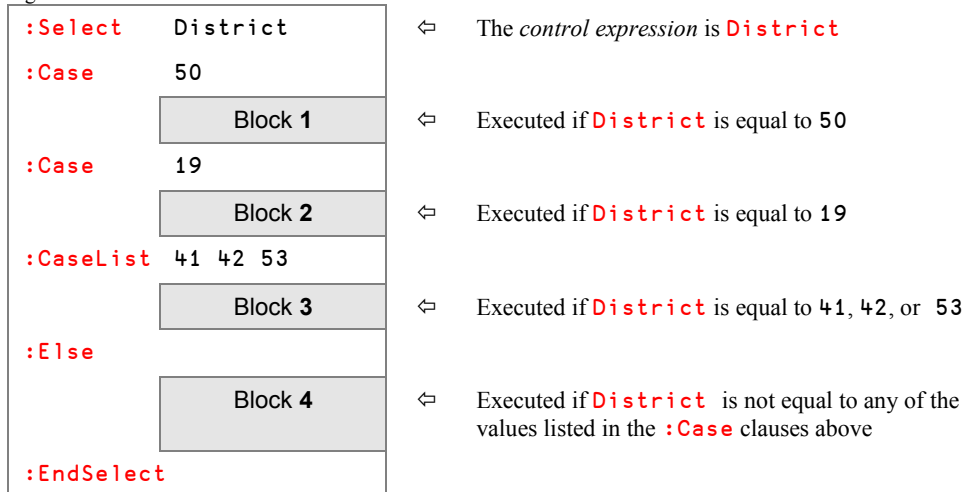 :Select District ⇦ The control expression is District
:Case 50
Block 1 ⇦ Executed if District is equal to 50
:Case 19
Block 2 ⇦ Executed if District is equal to 19
:CaseList 41 42 53
Block 3 ⇦ Executed if District is equal to 41, 42, or 53
:Else
Block 4 ⇦ Executed if District is not equal to any of the
values listed in the :Case clauses above
:EndSelect